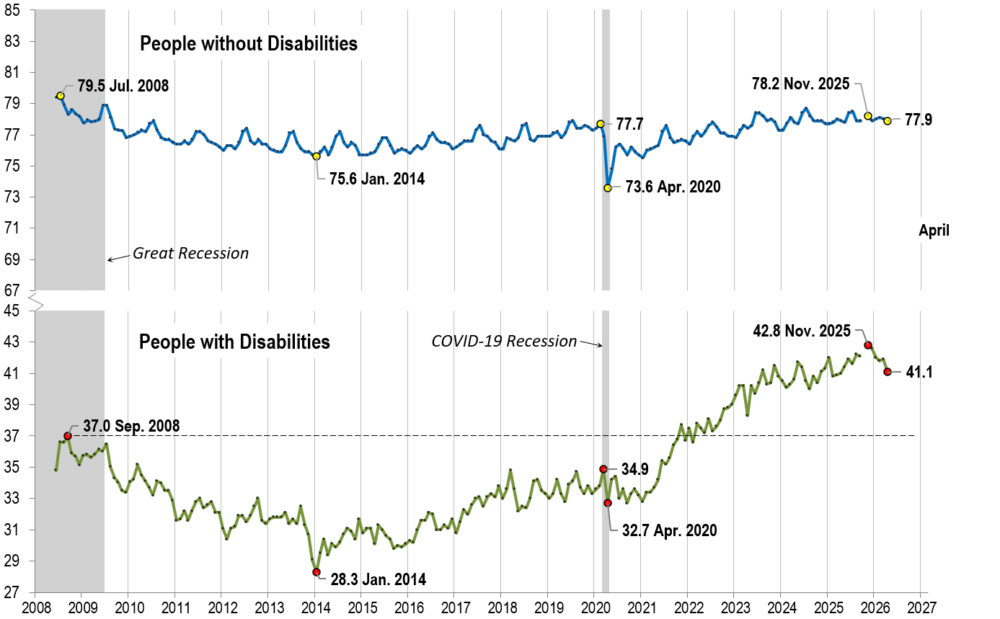 85
83
People without Disabilities
81
79.5 Jul. 2008
78.2 Nov. 2025
79
77.7
77.9
77
75
75.6 Jan. 2014
73.6 Apr. 2020
73
71
April
69
Great Recession
67
45
People with Disabilities
COVID-19 Recession
42.8 Nov. 2025
43
41
41.1
39
37.0 Sep. 2008
37
35
34.9
33
32.7 Apr. 2020
31
29
28.3 Jan. 2014
27
2008 2009 2010 2011 2012 2013 2014 2015 2016 2017 2018 2019 2020 2021 2022 2023 2024 2025 2026 2027